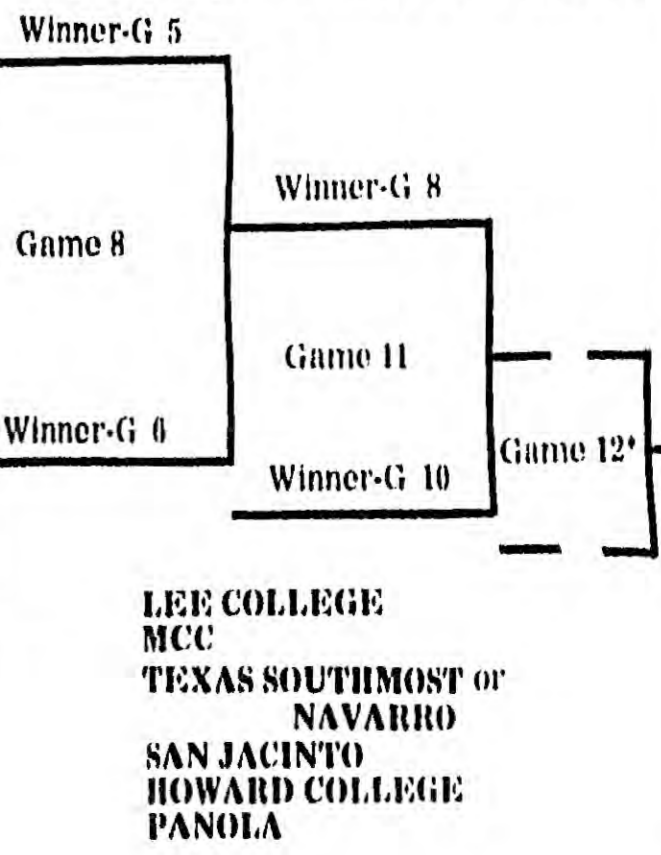 Winner-G 5
Winner-G 8
Game 8
Game 11
Winner-G 6
Game 12*
Winner-G 10
LEE COLLEGE
MCC
TEXAS SOUTHMOST or
NAVARRO
SAN JACINTO
HOWARD COLLEGE
PANOLA